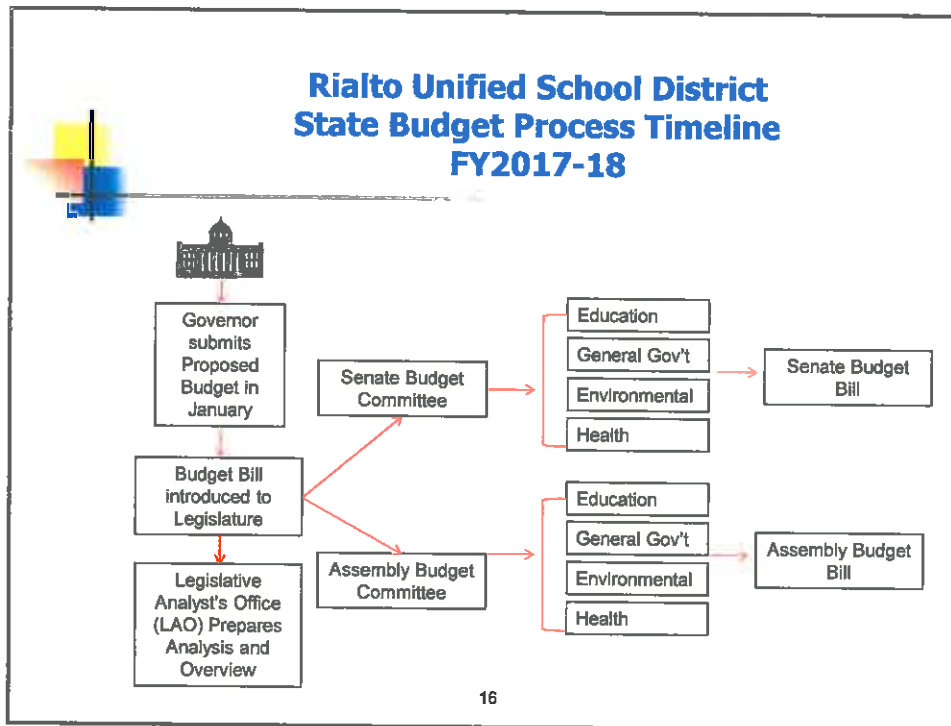 Rialto Unified School District
State Budget Process Timeline
FY2017-18
Governor
submits
Proposed
Budget in
January
Budget Bill
introduced to
Legislature
Legislative
Analyst's Office
(LAO) Prepares
Analysis and
Overview
Senate Budget
Committee
Education
General Gov't
Environmental
Health
Senate Budget
Bill
Assembly Budget
Committee
Education
General Gov't
Environmental
Health
Assembly Budget
Bill
16